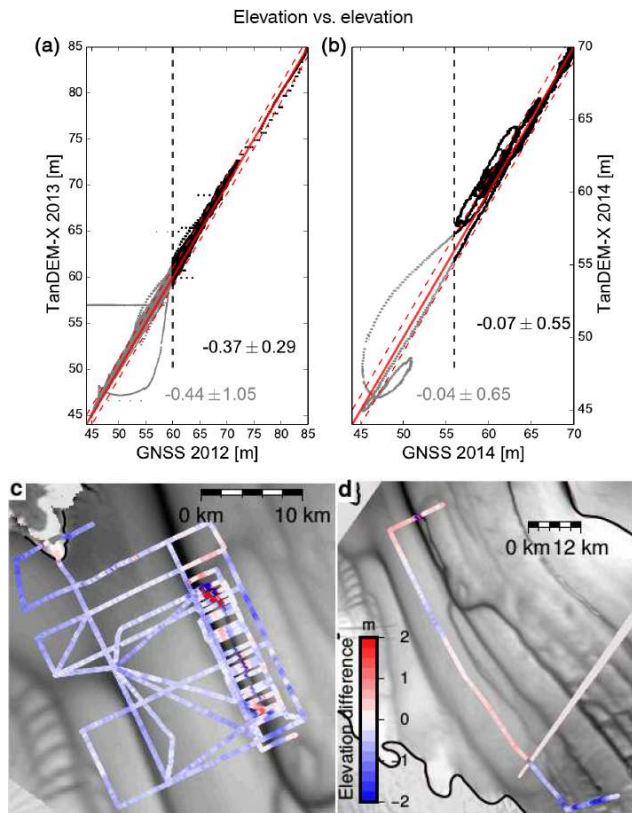 Elevation vs. elevation
(a)
(b)
85
80
75
70
65
60
55
50
45
TanDEM-X 2013 [m]
-0.37 ± 0.29
-0.44 ± 1.05
45 50 55 60 65 70 75 80 85
GNSS 2012 [m]
70
65
60
55
50
45
TanDEM-X 2014 [m]
-0.07 ± 0.55
-0.04 ± 0.65
45 50 55 60 65 70
GNSS 2014 [m]
c
0 km 10 km
d
0 km 12 km
m
2
1
0
-1
-2
Elevation difference